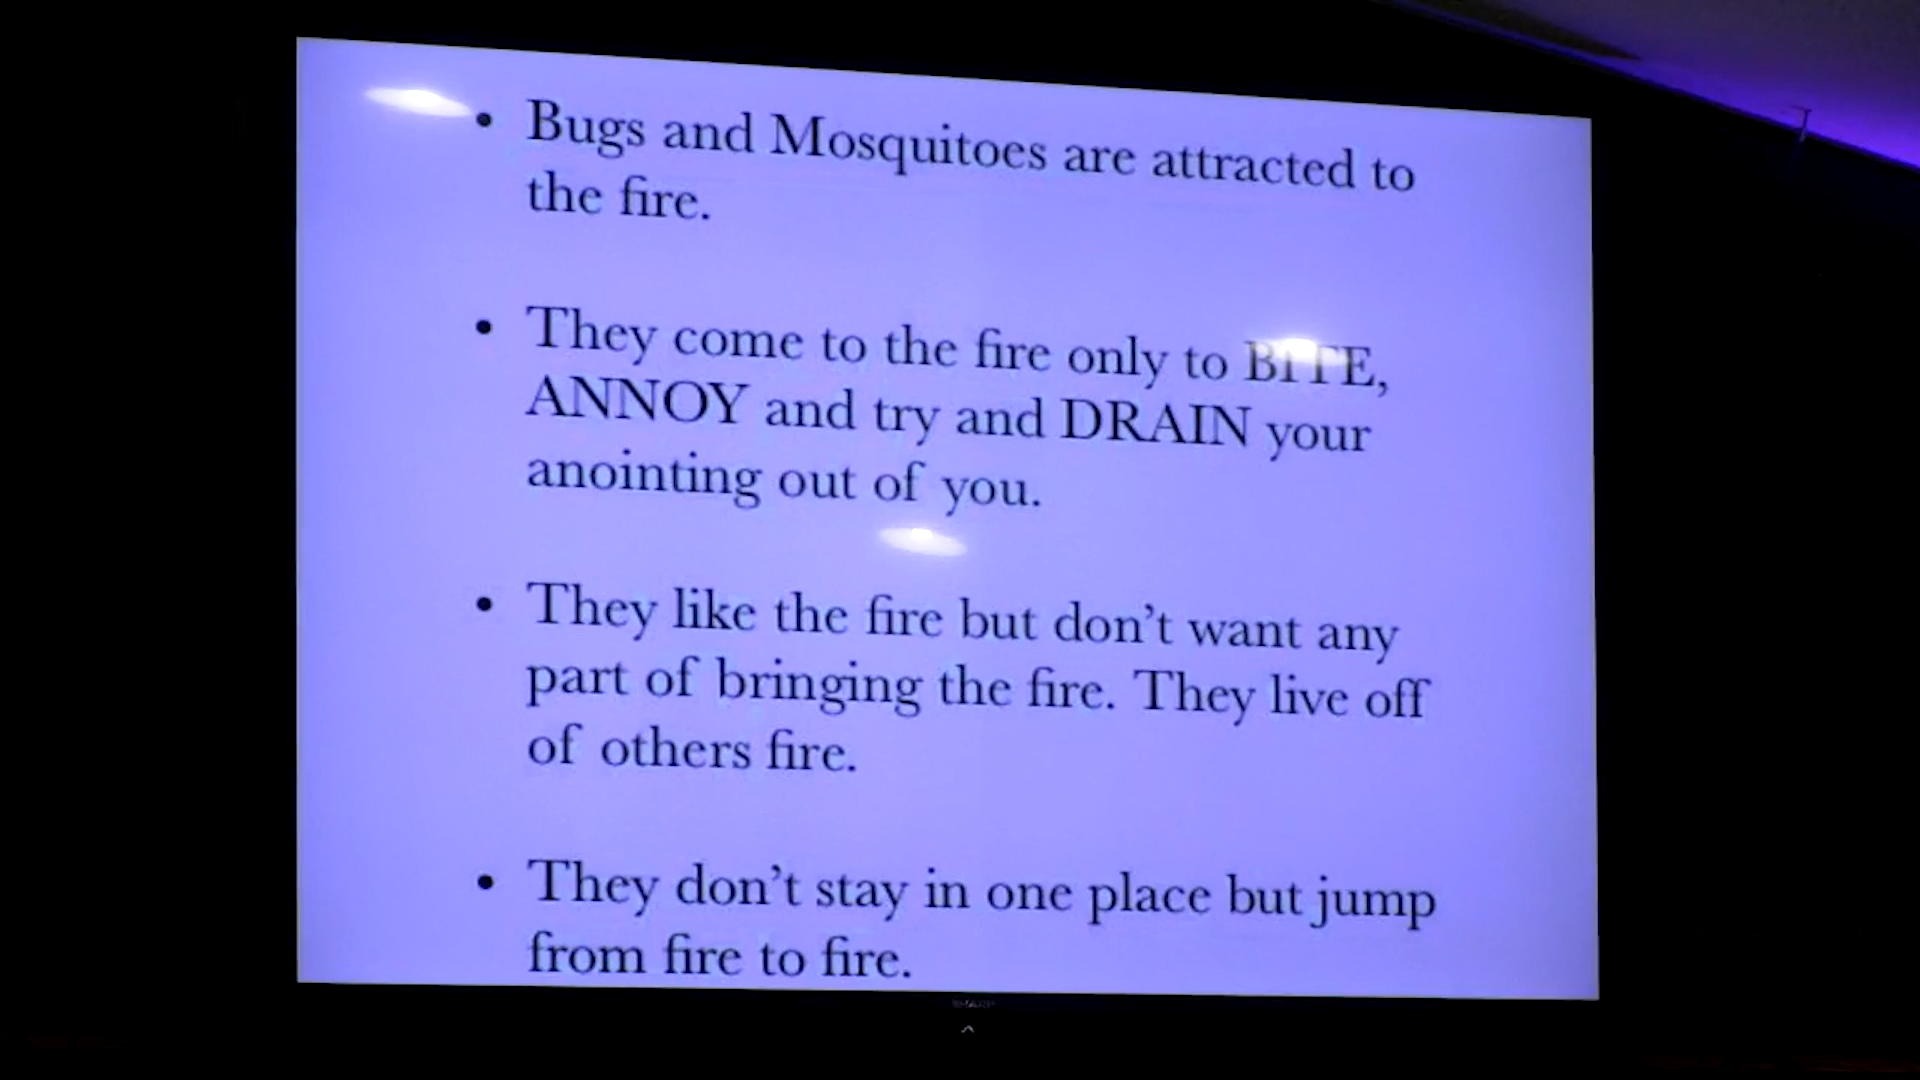 • Bugs and Mosquitoes are attracted to
the fire.
• They come to the fire only to BITE,
ANNOY and try and DRAIN your
anointing out of you.
• They like the fire but don't want any
part of bringing the fire. They live off
of others fire.
• They don't stay in one place but jump
from fire to fire.
SHARP